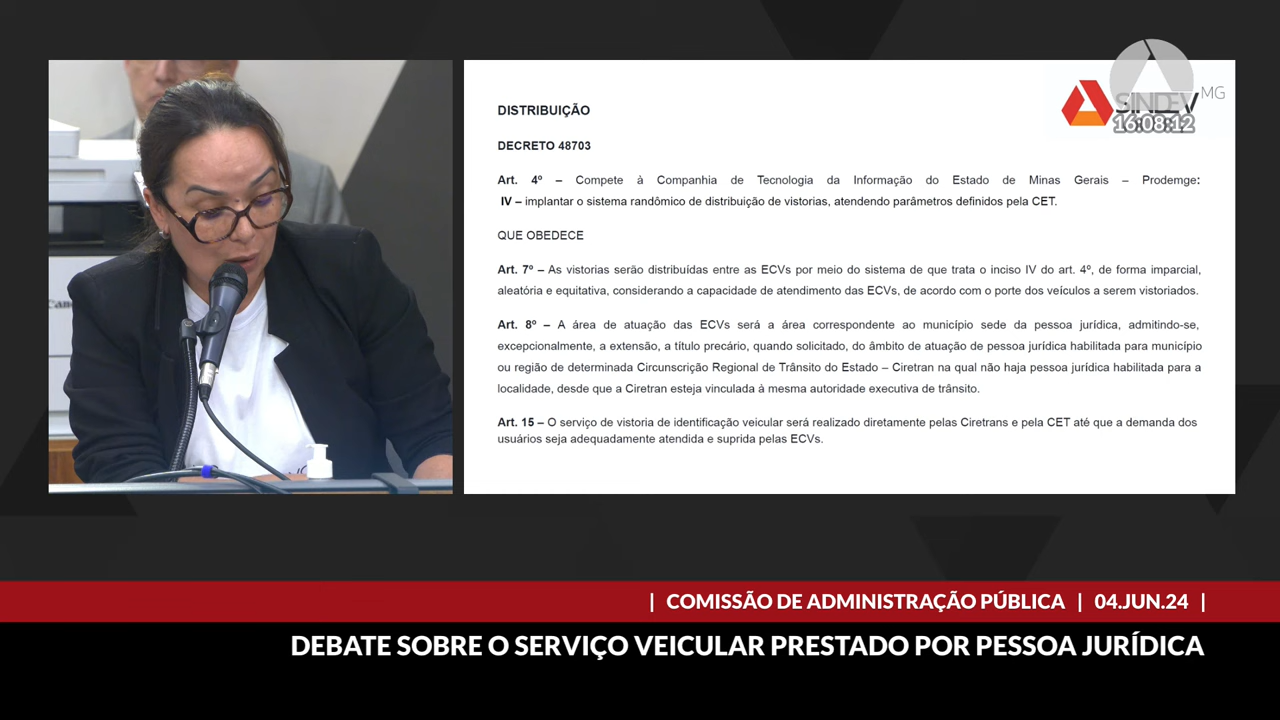 DISTRIBUIÇÃO
SINDEV MG
16:08:12
DECRETO 48703
Art. 4º – Compete à Companhia de Tecnologia da Informação do Estado de Minas Gerais – Prodemge:
IV – implantar o sistema randômico de distribuição de vistorias, atendendo parâmetros definidos pela CET.
QUE OBEDECE
Art. 7º – As vistorias serão distribuídas entre as ECVs por meio do sistema de que trata o inciso IV do art. 4º, de forma imparcial,
aleatória e equitativa, considerando a capacidade de atendimento das ECVs, de acordo com o porte dos veículos a serem vistoriados.
Art. 8º – A área de atuação das ECVs será a área correspondente ao município sede da pessoa jurídica, admitindo-se,
excepcionalmente, a extensão, a título precário, quando solicitado, do âmbito de atuação de pessoa jurídica habilitada para município
ou região de determinada Circunscrição Regional de Trânsito do Estado – Ciretran na qual não haja pessoa jurídica habilitada para a
localidade, desde que a Ciretran esteja vinculada à mesma autoridade executiva de trânsito.
Art. 15 – O serviço de vistoria de identificação veicular será realizado diretamente pelas Ciretrans e pela CET até que a demanda dos
usuários seja adequadamente atendida e suprida pelas ECVs.
| COMISSÃO DE ADMINISTRAÇÃO PÚBLICA | 04.JUN.24 |
DEBATE SOBRE O SERVIÇO VEICULAR PRESTADO POR PESSOA JURÍDICA